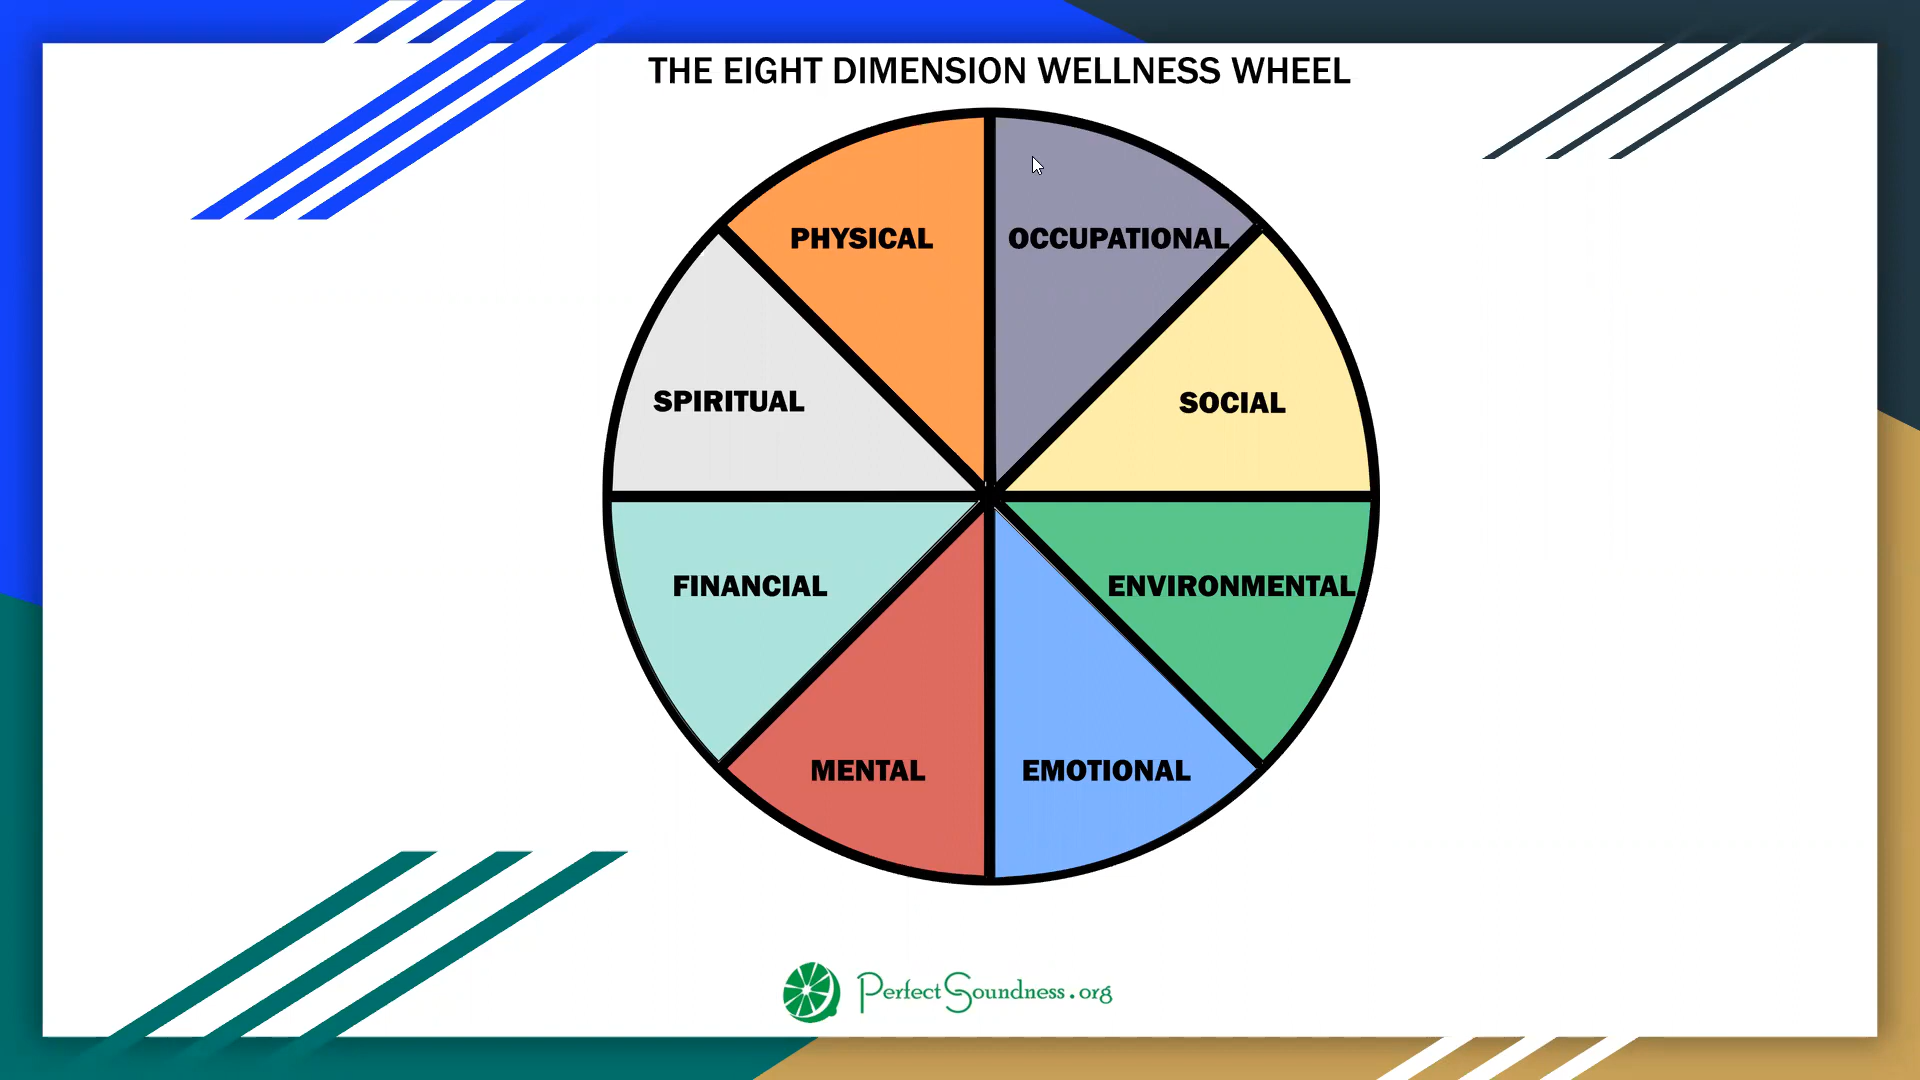 THE EIGHT DIMENSION WELLNESS WHEEL
PHYSICAL
OCCUPATIONAL
SPIRITUAL
SOCIAL
FINANCIAL
ENVIRONMENTAL
MENTAL
EMOTIONAL
PerfectSoundness.org